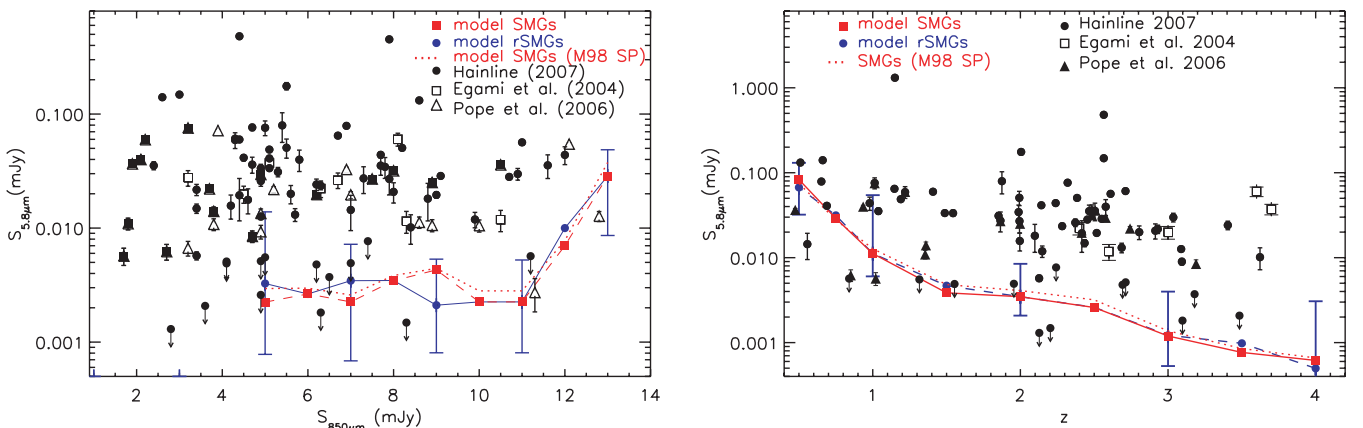 model SMGs
model rSMGs
model SMGs (M98 SP)
Hainline (2007)
Egami et al. (2004)
Pope et al. (2006)
0.100
0.010
0.001
S5.8μm (mJy)
2 4 6 8 10 12 14
S850μm (mJy)
model SMGs
model rSMGs
SMGs (M98 SP)
Hainline 2007
Egami et al. 2004
Pope et al. 2006
1.000
0.100
0.010
0.001
S5.8μm (mJy)
1 2 3 4
z